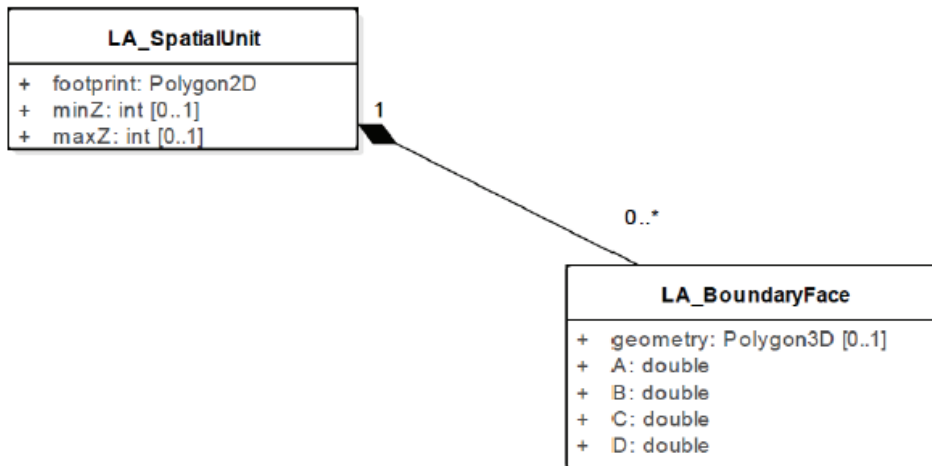 LA_SpatialUnit
+ footprint: Polygon2D
+ minZ: int [0..1]
+ maxZ: int [0..1]
1
0..*
LA_BoundaryFace
+ geometry: Polygon3D [0..1]
+ A: double
+ B: double
+ C: double
+ D: double